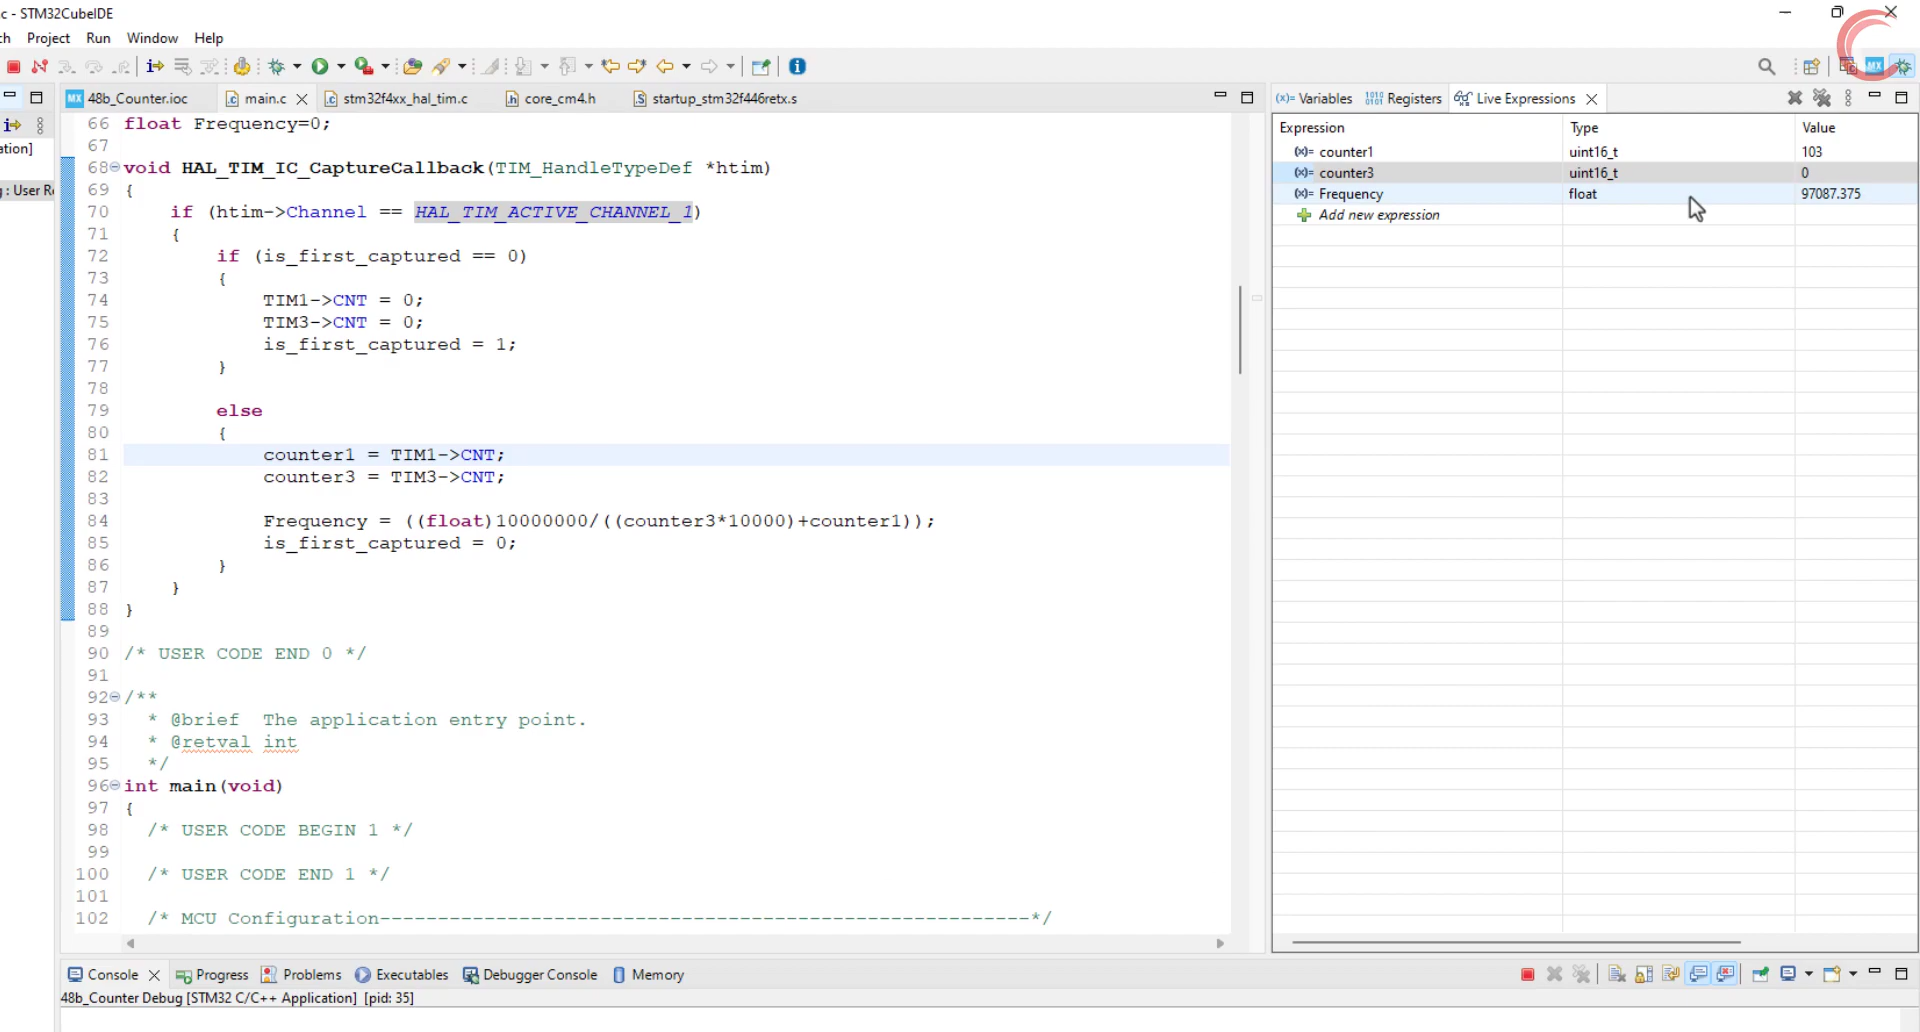 c - STM32CubeIDE
ch Project Run Window Help
48b_Counter.ioc main.c stm32f4xx_hal_tim.c core_cm4.h startup_stm32f446retx.s
66 float Frequency=0;
67
68 void HAL_TIM_IC_CaptureCallback(TIM_HandleTypeDef *htim)
69 {
70 if (htim->Channel == HAL_TIM_ACTIVE_CHANNEL_1)
71 {
72 if (is_first_captured == 0)
73 {
74 TIM1->CNT = 0;
75 TIM3->CNT = 0;
76 is_first_captured = 1;
77 }
78
79 else
80 {
81 counter1 = TIM1->CNT;
82 counter3 = TIM3->CNT;
83
84 Frequency = ((float)10000000/((counter3*10000)+counter1));
85 is_first_captured = 0;
86 }
87 }
88 }
89
90 /* USER CODE END 0 */
91
92 /**
93 * @brief The application entry point.
94 * @retval int
95 */
96 int main(void)
97 {
98 /* USER CODE BEGIN 1 */
99
100 /* USER CODE END 1 */
101
102 /* MCU Configuration--------------------------------------------------------*/
ation]
: User Re
(x)= Variables Registers Live Expressions
Expression Type Value
(x)= counter1 uint16_t 103
(x)= counter3 uint16_t 0
(x)= Frequency float 97087.375
Add new expression
Console Progress Problems Executables Debugger Console Memory
48b_Counter Debug [STM32 C/C++ Application] [pid: 35]